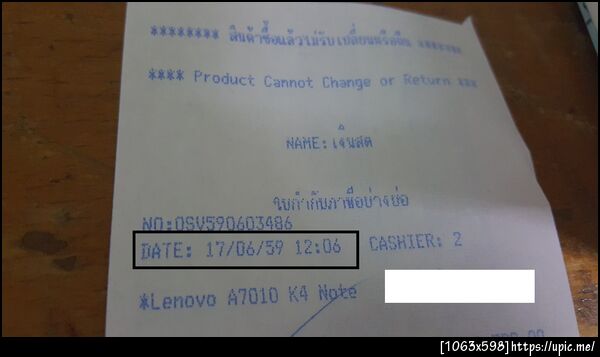 ******** สินค้าซื้อแล้วไม่รับเปลี่ยนหรือคืน *******
**** Product Cannot Change or Return ***
NAME: เงินสด
ใบกำกับภาษีอย่างย่อ
NO:OSV590603486
DATE: 17/06/59 12:06 CASHIER: 2
*Lenovo A7010 K4 Note
[1063x598]https://upic.me/